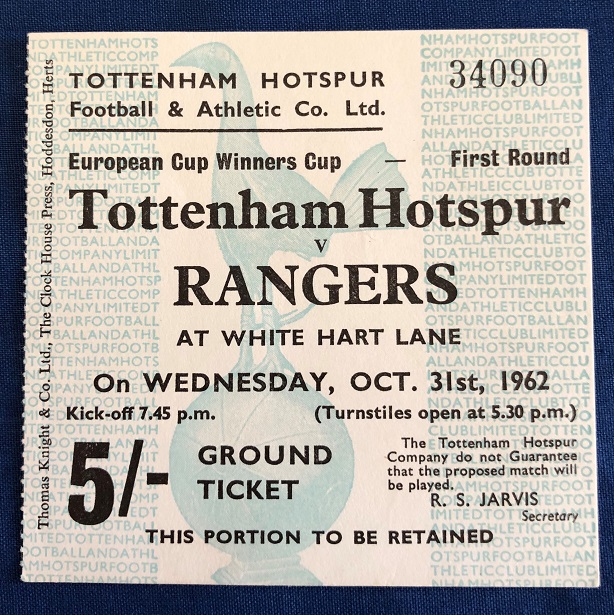 TOTTENHAM HOTSPUR
Football & Athletic Co. Ltd.
34090
European Cup Winners Cup — First Round
Tottenham Hotspur
v
RANGERS
AT WHITE HART LANE
On WEDNESDAY, OCT. 31st, 1962
Kick-off 7.45 p.m. (Turnstiles open at 5.30 p.m.)
5/- GROUND
TICKET
The Tottenham Hotspur
Company do not Guarantee
that the proposed match will
be played.
R. S. JARVIS
Secretary
THIS PORTION TO BE RETAINED
Thomas Knight & Co. Ltd., The Clock House Press, Hoddesdon, Herts